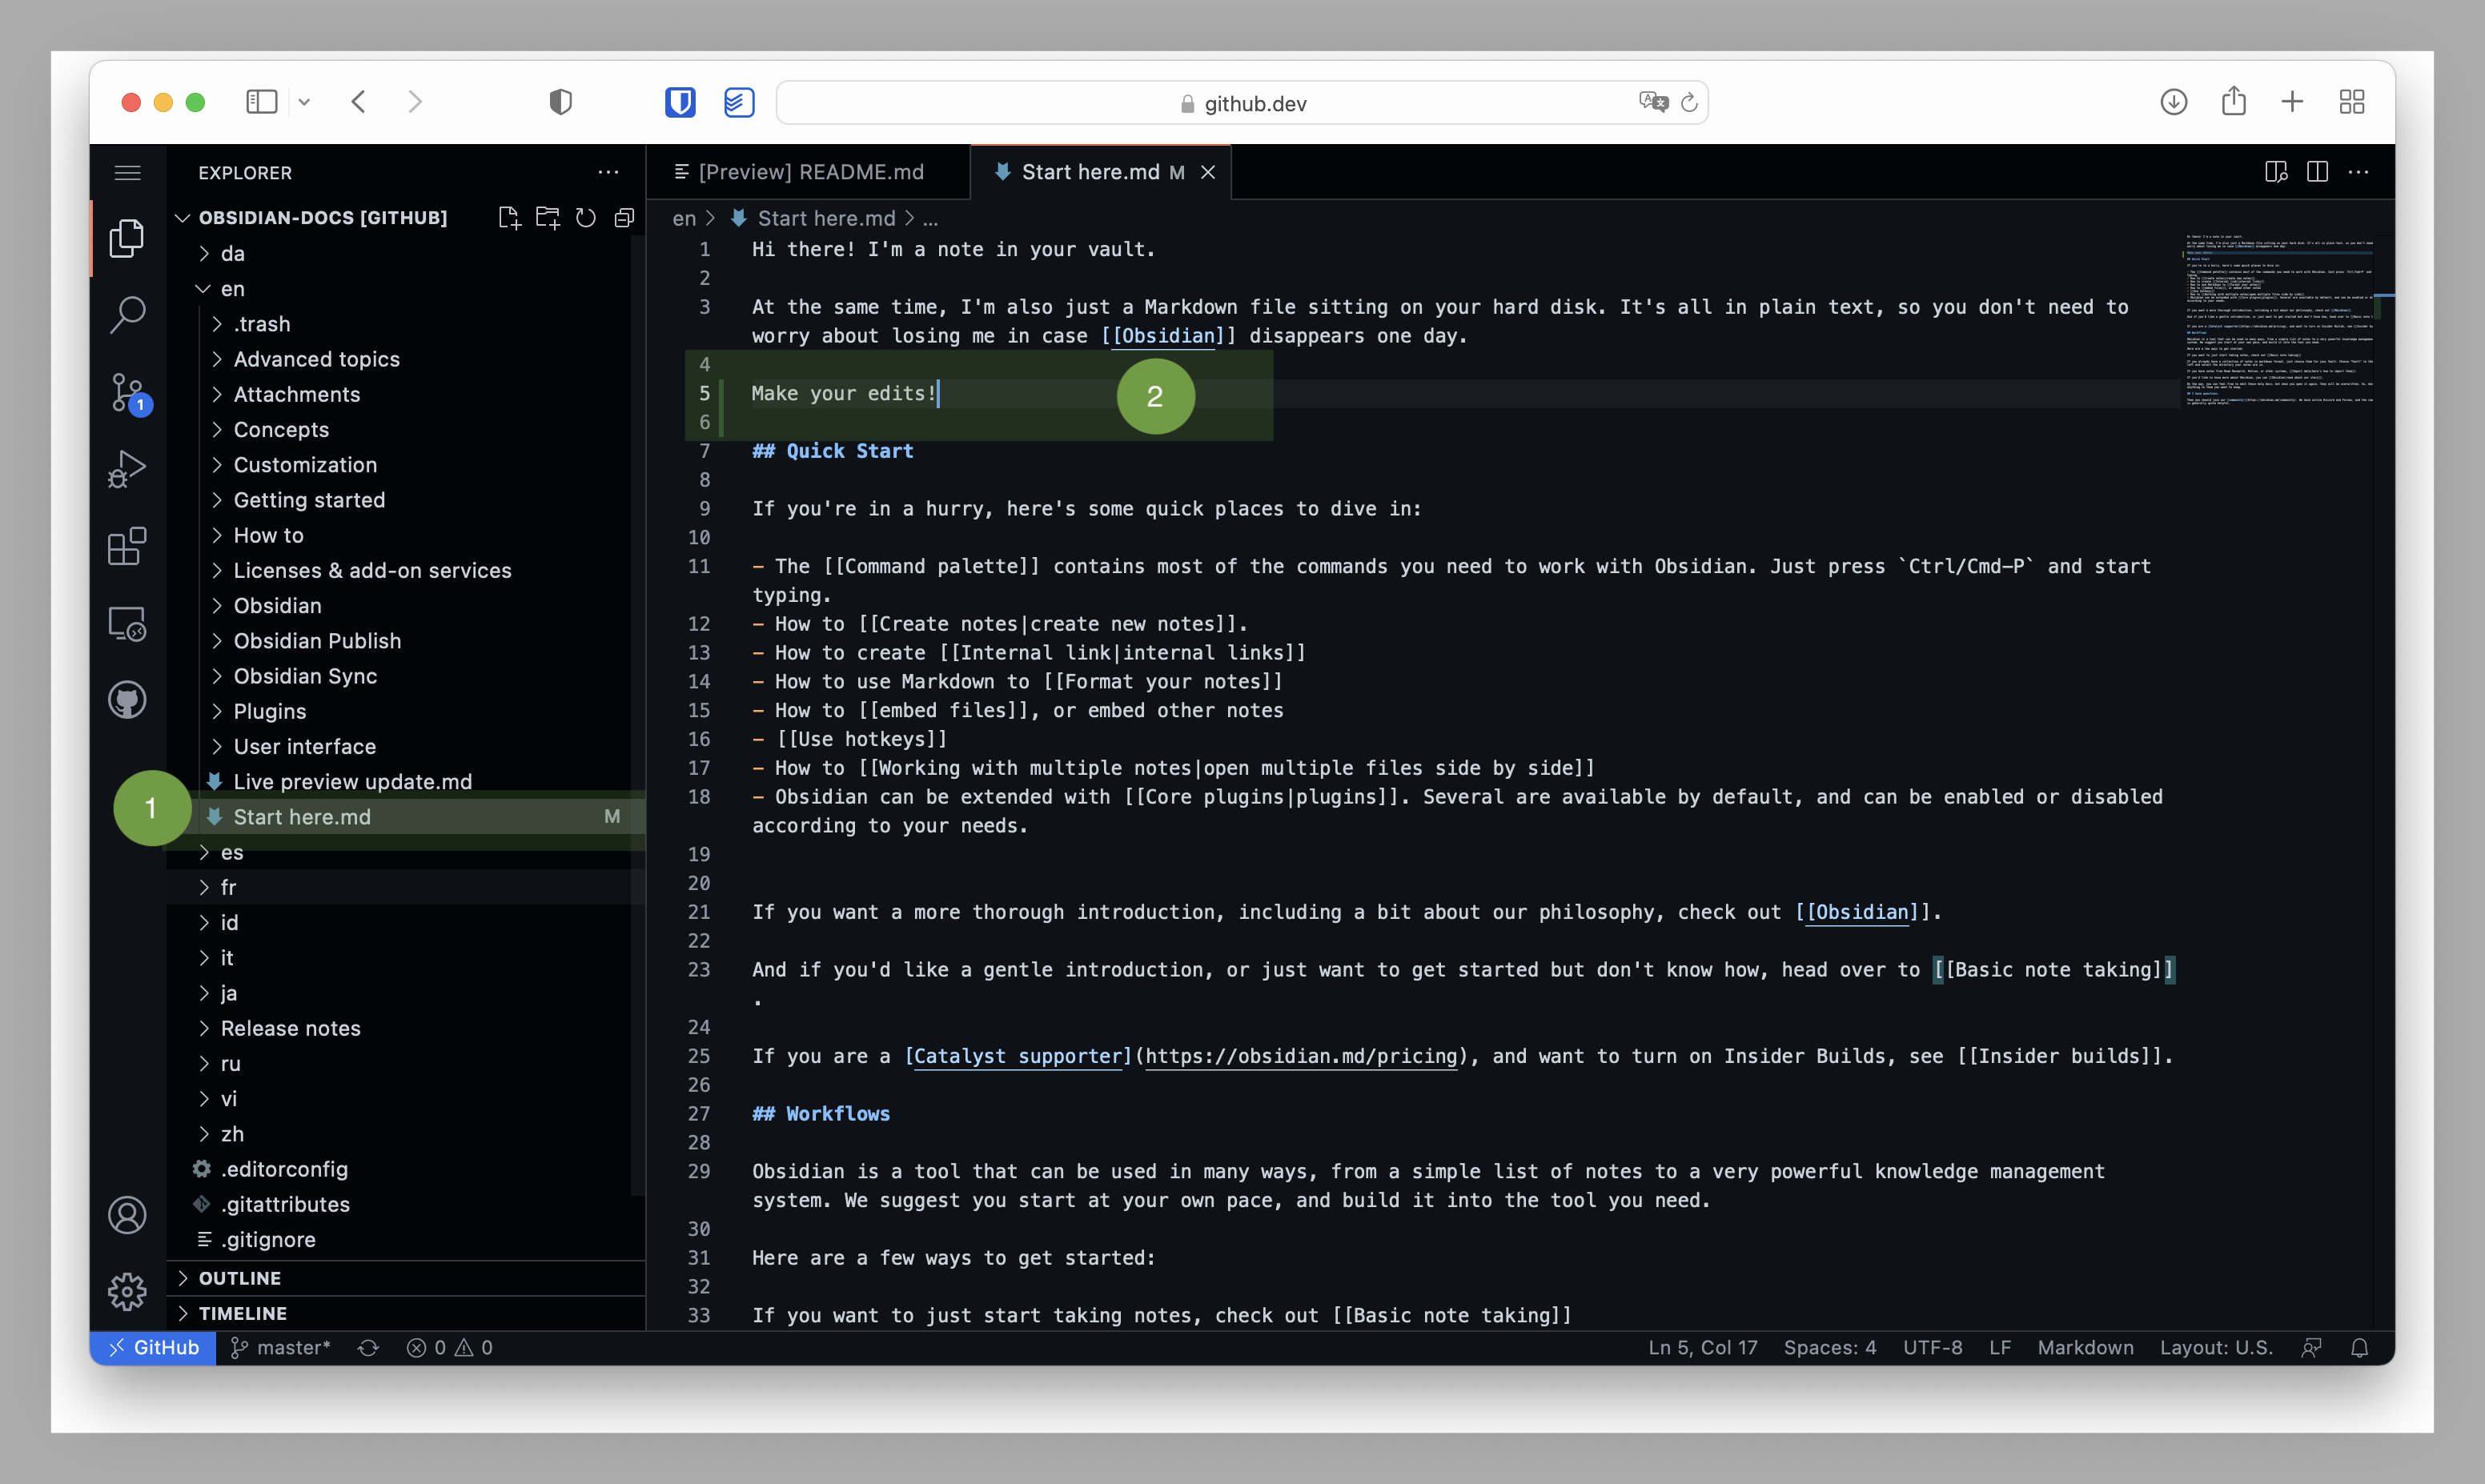 github.dev
EXPLORER
OBSIDIAN-DOCS [GITHUB]
da
en
.trash
Advanced topics
Attachments
1
Concepts
Customization
Getting started
How to
Licenses & add-on services
Obsidian
Obsidian Publish
Obsidian Sync
Plugins
User interface
Live preview update.md
1
Start here.md M
es
fr
id
it
ja
Release notes
ru
vi
zh
.editorconfig
.gitattributes
.gitignore
OUTLINE
TIMELINE
[Preview] README.md
Start here.md M
en > Start here.md > ...
1 Hi there! I'm a note in your vault.
2
3 At the same time, I'm also just a Markdown file sitting on your hard disk. It's all in plain text, so you don't need to
worry about losing me in case [[Obsidian]] disappears one day.
4
5 Make your edits!
2
6
7 ## Quick Start
8
9 If you're in a hurry, here's some quick places to dive in:
10
11 - The [[Command palette]] contains most of the commands you need to work with Obsidian. Just press `Ctrl/Cmd-P` and start
typing.
12 - How to [[Create notes|create new notes]].
13 - How to create [[Internal link|internal links]]
14 - How to use Markdown to [[Format your notes]]
15 - How to [[embed files]], or embed other notes
16 - [[Use hotkeys]]
17 - How to [[Working with multiple notes|open multiple files side by side]]
18 - Obsidian can be extended with [[Core plugins|plugins]]. Several are available by default, and can be enabled or disabled
according to your needs.
19
20
21 If you want a more thorough introduction, including a bit about our philosophy, check out [[Obsidian]].
22
23 And if you'd like a gentle introduction, or just want to get started but don't know how, head over to [[Basic note taking]]
.
24
25 If you are a [Catalyst supporter](https://obsidian.md/pricing), and want to turn on Insider Builds, see [[Insider builds]].
26
27 ## Workflows
28
29 Obsidian is a tool that can be used in many ways, from a simple list of notes to a very powerful knowledge management
system. We suggest you start at your own pace, and build it into the tool you need.
30
31 Here are a few ways to get started:
32
33 If you want to just start taking notes, check out [[Basic note taking]]
GitHub master* 0 0 Ln 5, Col 17 Spaces: 4 UTF-8 LF Markdown Layout: U.S.